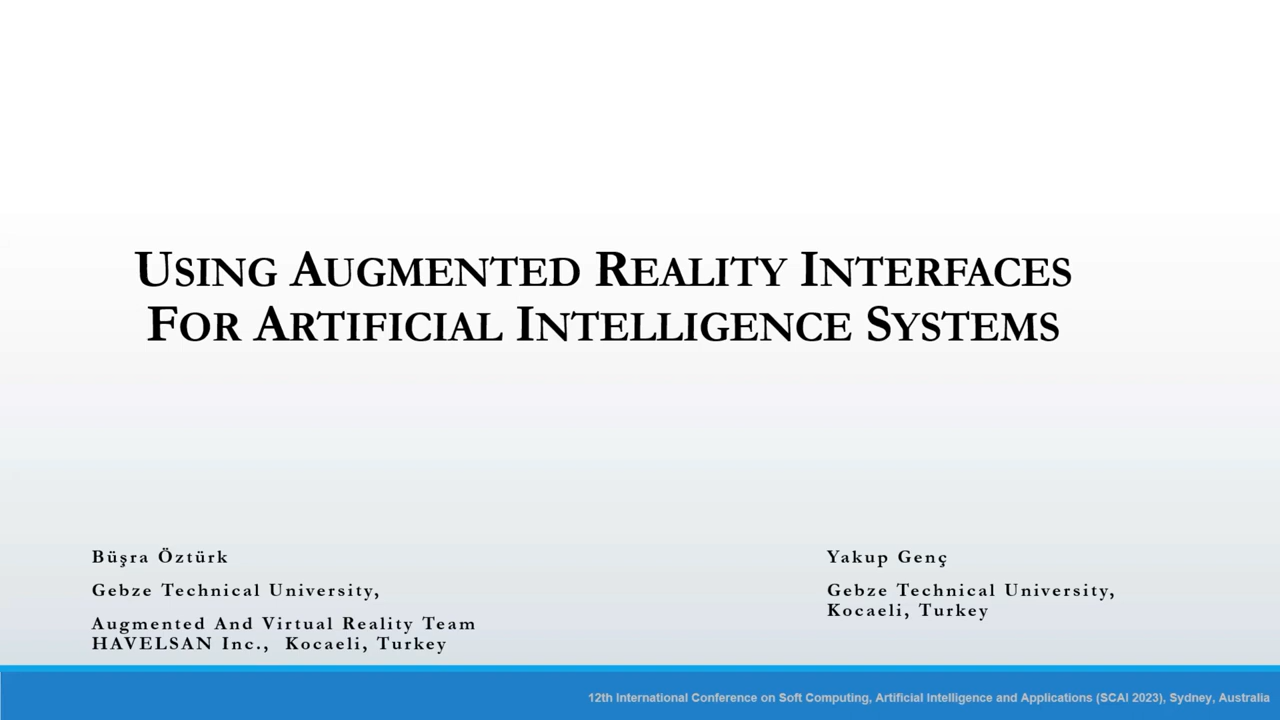 USING AUGMENTED REALITY INTERFACES
FOR ARTIFICIAL INTELLIGENCE SYSTEMS
Büşra Öztürk
Gebze Technical University,
Augmented And Virtual Reality Team
HAVELSAN Inc., Kocaeli, Turkey
Yakup Genç
Gebze Technical University,
Kocaeli, Turkey
12th International Conference on Soft Computing, Artificial Intelligence and Applications (SCAI 2023), Sydney, Australia